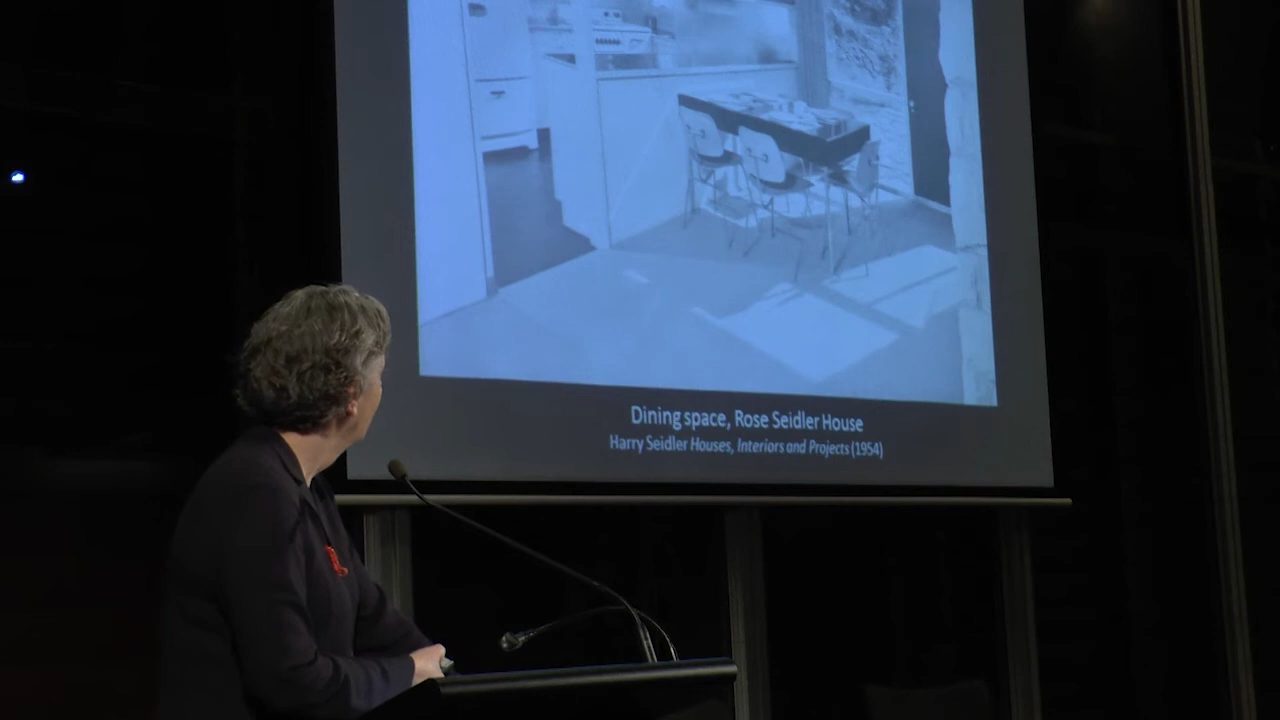 Dining space, Rose Seidler House
Harry Seidler Houses, Interiors and Projects (1954)